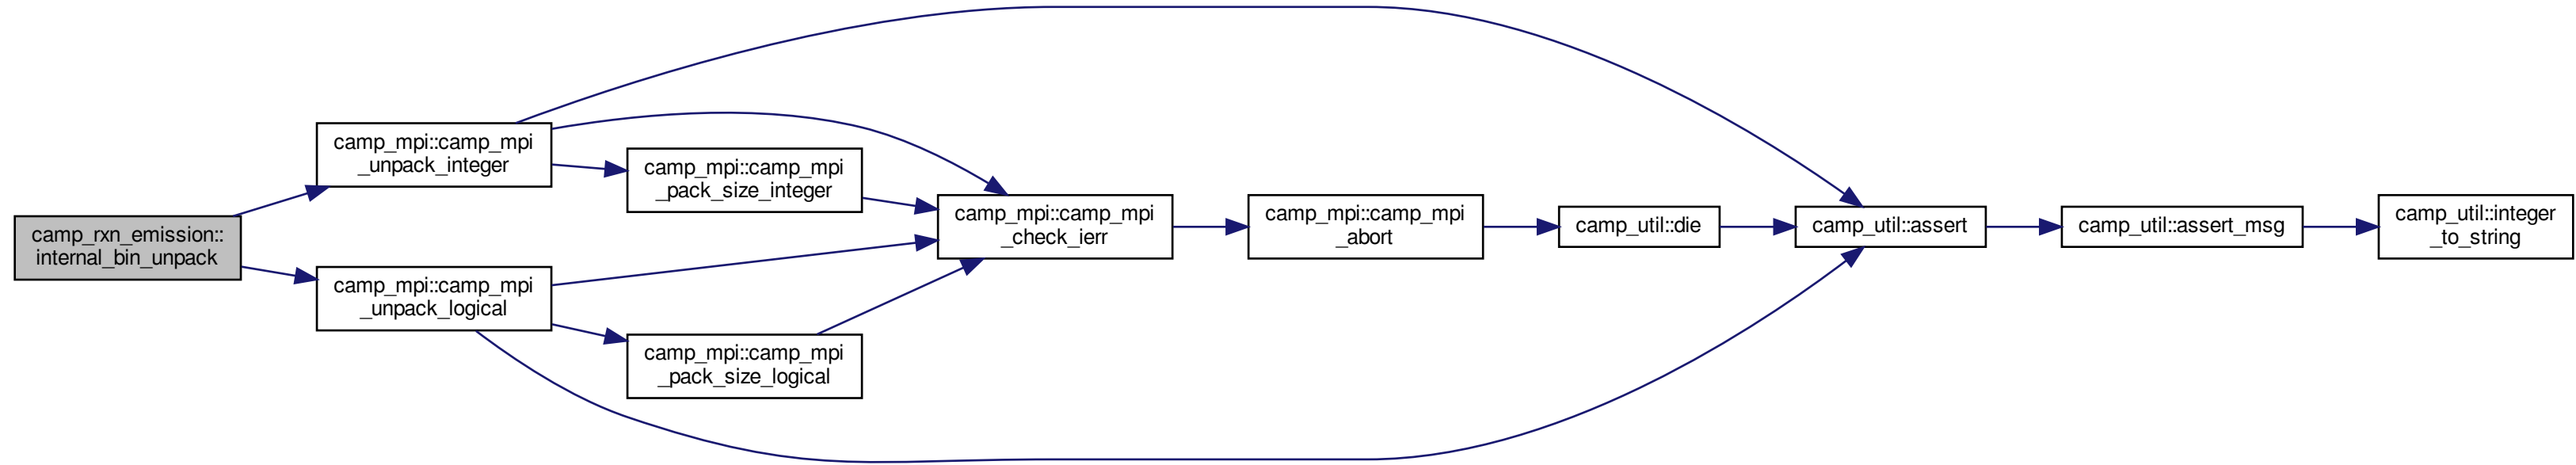 camp_rxn_emission::
internal_bin_unpack
camp_mpi::camp_mpi
_unpack_integer
camp_mpi::camp_mpi
_unpack_logical
camp_mpi::camp_mpi
_pack_size_integer
camp_mpi::camp_mpi
_pack_size_logical
camp_mpi::camp_mpi
_check_ierr
camp_mpi::camp_mpi
_abort
camp_util::die
camp_util::assert
camp_util::assert_msg
camp_util::integer
_to_string